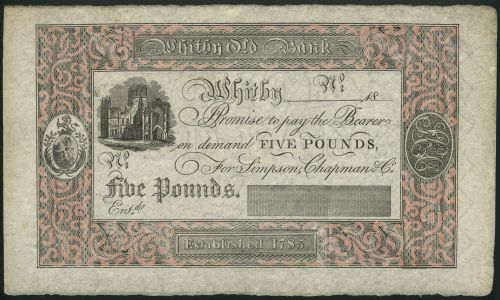 Whitby Old Bank
Whitby No. 18
Promise to pay the Bearer
on demand FIVE POUNDS,
No.
For Simpson, Chapman & Co.
Five Pounds.
Entd.
Established 1785